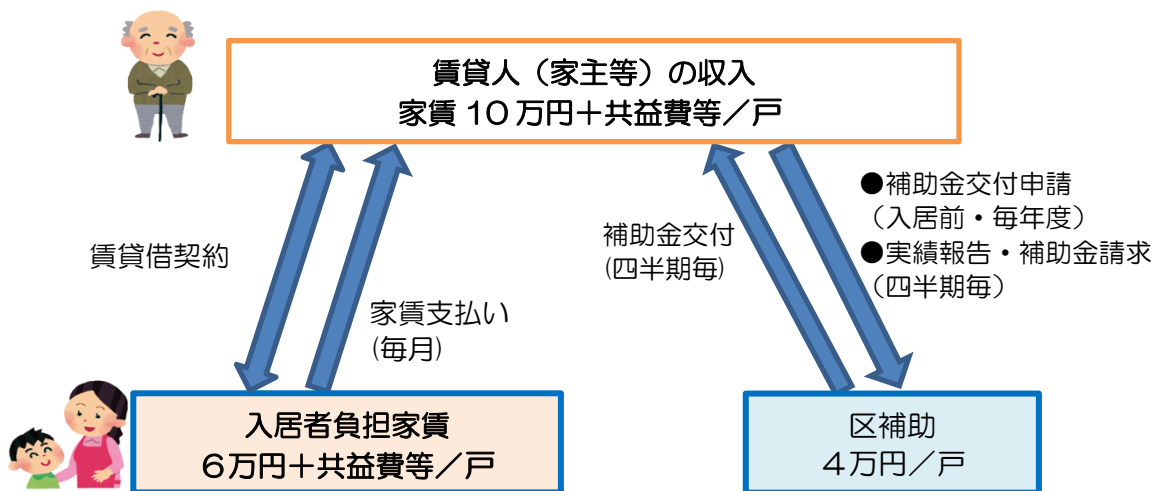 賃貸人（家主等）の収入
家賃10万円＋共益費等／戸
賃貸借契約
家賃支払い
(毎月)
補助金交付
(四半期毎)
●補助金交付申請
（入居前・毎年度）
●実績報告・補助金請求
（四半期毎）
入居者負担家賃
６万円＋共益費等／戸
区補助
４万円／戸